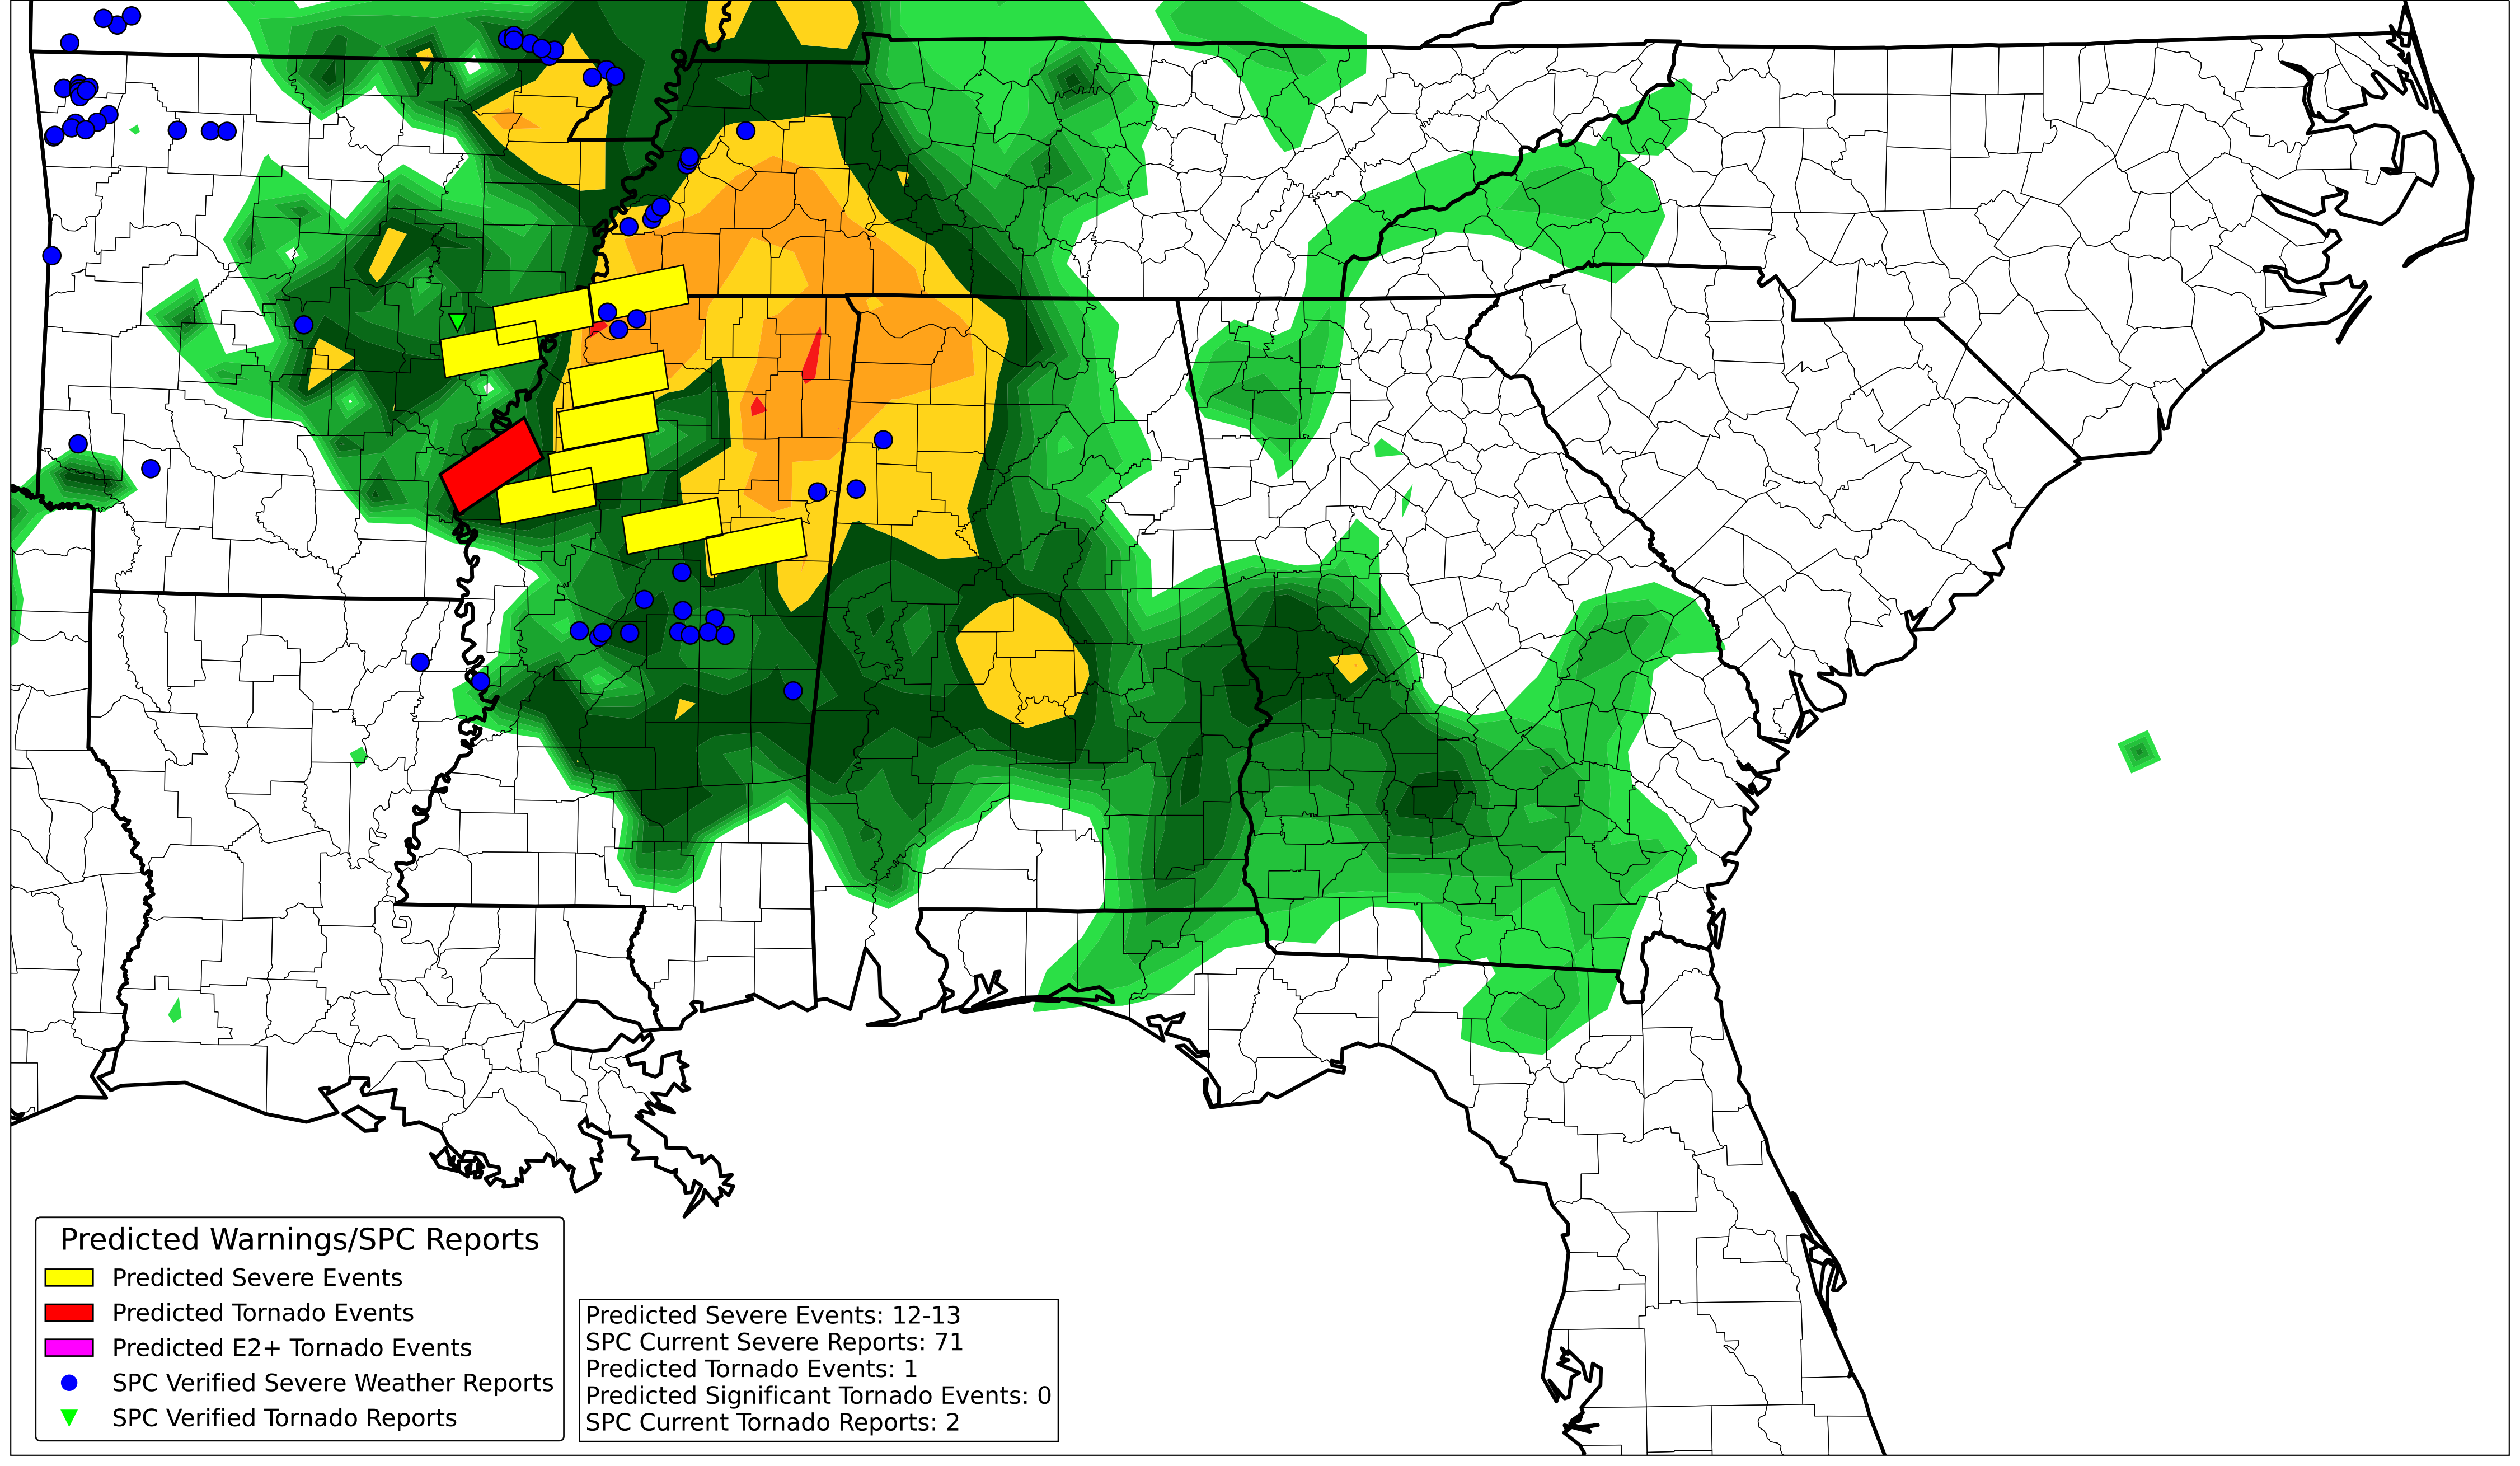 Predicted Warnings/SPC Reports
Predicted Severe Events
Predicted Tornado Events
Predicted E2+ Tornado Events
SPC Verified Severe Weather Reports
SPC Verified Tornado Reports
Predicted Severe Events: 12-13
SPC Current Severe Reports: 71
Predicted Tornado Events: 1
Predicted Significant Tornado Events: 0
SPC Current Tornado Reports: 2